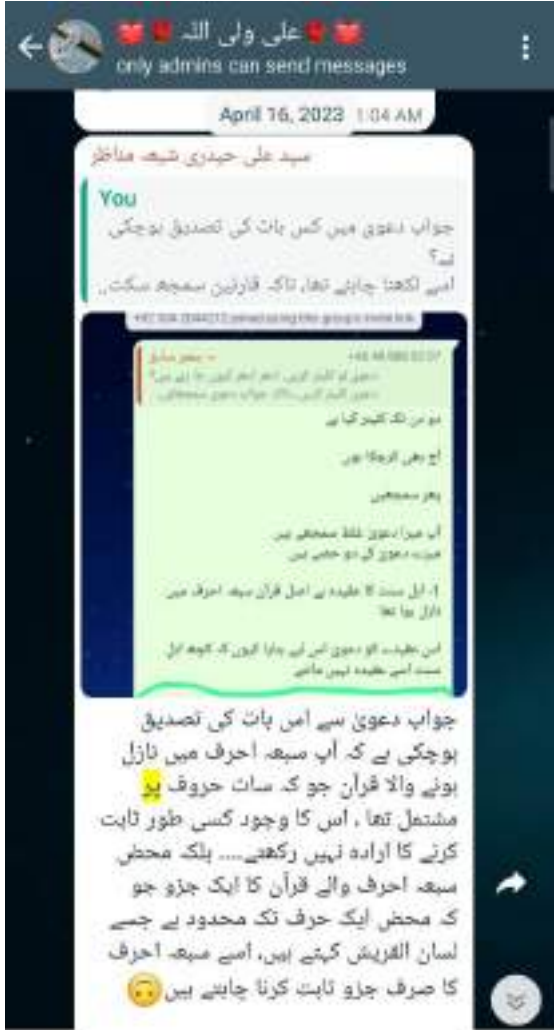 علی ولی اللہ
only admins can send messages
April 16, 2023 1:04 AM
سید علی حیدری شیعہ مناظر
You
جواب دعوی میں کس بات کی تصدیق ہوچکی
ہے؟
اسے لکھنا چاہئے تھا، تاکہ قارئین سمجھ سکت,,
دو من تک کلیئر کیا ہے
آج بھی کرچکا ہوں
پھر سمجھیں
آپ میرا دعوی غلط سمجھے ہیں
میرے دعوی کے دو حصے ہیں
1۔ اہل سنت کا عقیدہ ہے اصل قرآن سبعہ احرف میں
نازل ہوا تھا
اس عقیدے کو دعوی اس لیے بنایا کیوں کہ کچھ اہل
سنت اسے عقیدہ نہیں مانتے
جواب دعویٰ سے اس بات کی تصدیق
ہوچکی ہے کہ آپ سبعہ احرف میں نازل
ہونے والا قرآن جو کہ سات حروف پر
مشتمل تھا ، اس کا وجود کسی طور ثابت
کرنے کا ارادہ نہیں رکھتے.... بلکہ محض
سبعہ احرف والے قرآن کا ایک جزو جو
کہ محض ایک حرف تک محدود ہے جسے
لسان القریش کہتے ہیں، اسے سبعہ احرف
کا صرف جزو ثابت کرنا چاہتے ہیں